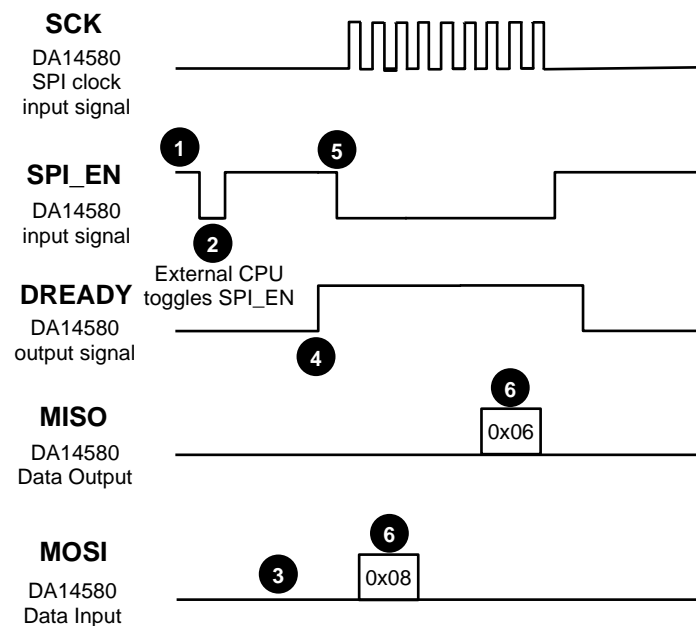 SCK
DA14580
SPI clock
input signal
1
5
SPI_EN
DA14580
input signal
2
External CPU
toggles SPI_EN
DREADY
DA14580
output signal
4
MISO
DA14580
Data Output
6
0x06
MOSI
DA14580
Data Input
3
6
0x08